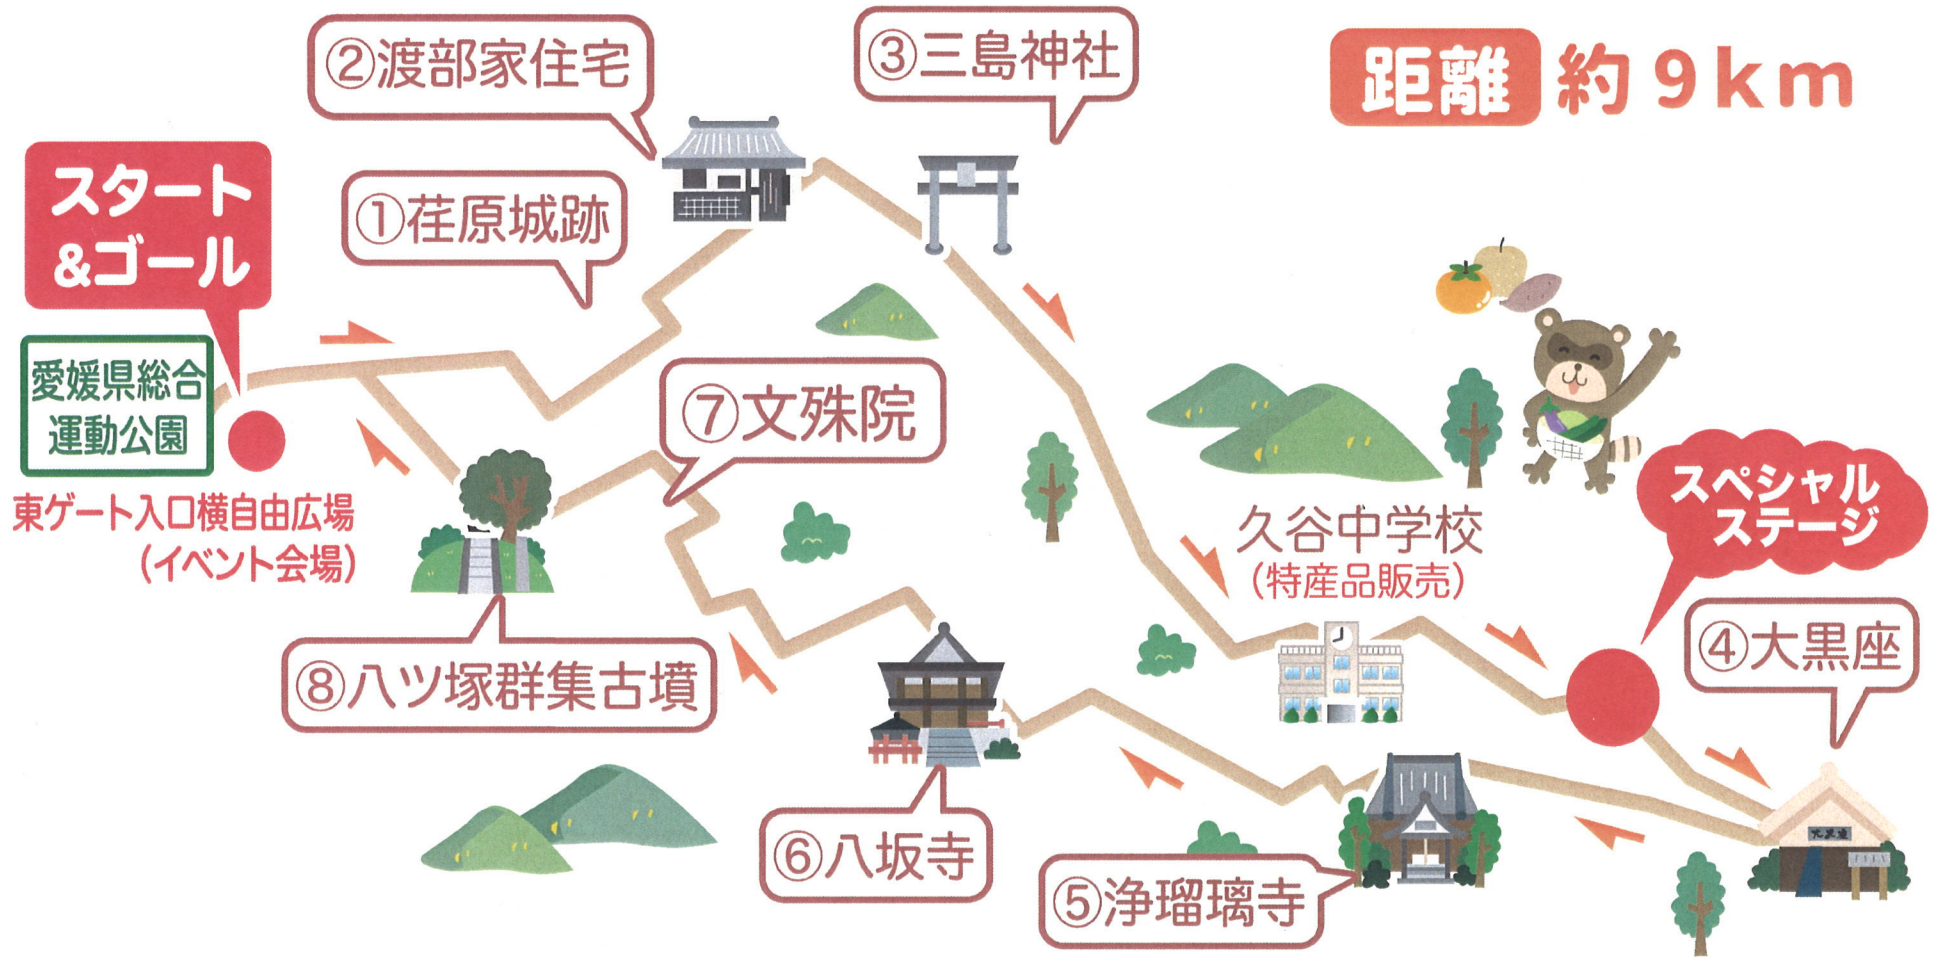 ②渡部家住宅
③三島神社
距離 約9km
スタート
&ゴール
①荏原城跡
愛媛県総合
運動公園
東ゲート入口横自由広場
(イベント会場)
⑦文殊院
久谷中学校
(特産品販売)
スペシャル
ステージ
④大黒座
⑧八ツ塚群集古墳
⑥八坂寺
⑤浄瑠璃寺